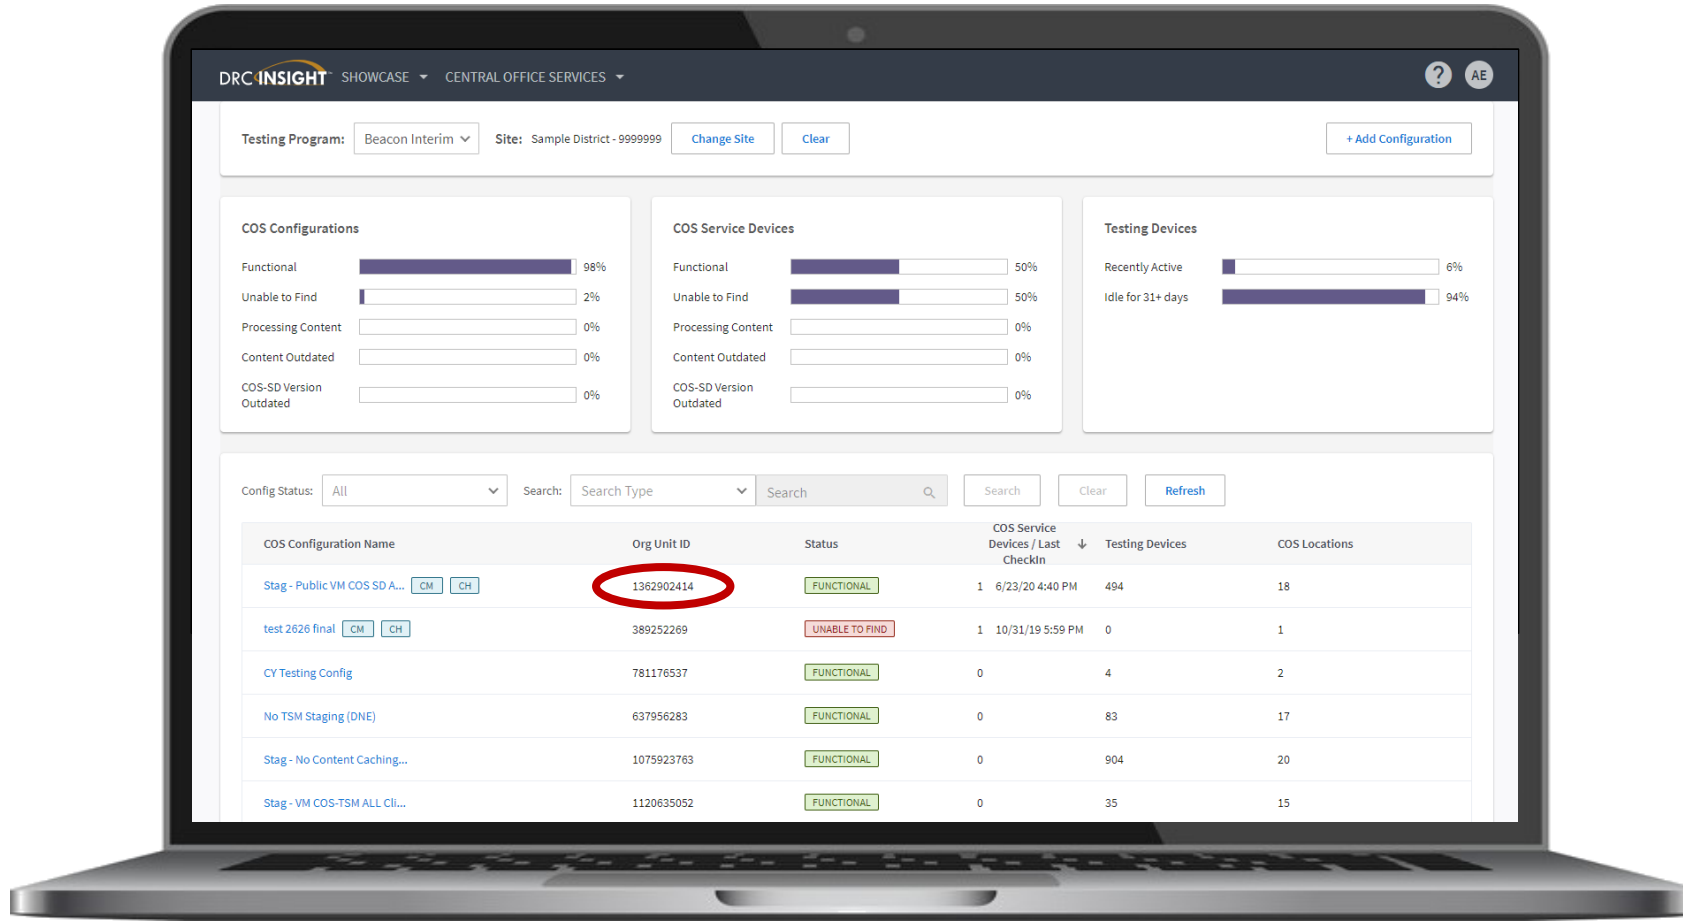 DRC INSIGHT SHOWCASE CENTRAL OFFICE SERVICES ? AE
Testing Program: Beacon Interim Site: Sample District - 9999999 Change Site Clear + Add Configuration
COS Configurations
Functional 98%
Unable to Find 2%
Processing Content 0%
Content Outdated 0%
COS-SD Version
Outdated 0%
COS Service Devices
Functional 50%
Unable to Find 50%
Processing Content 0%
Content Outdated 0%
COS-SD Version
Outdated 0%
Testing Devices
Recently Active 6%
Idle for 31+ days 94%
Config Status: All Search: Search Type Search Search Clear Refresh
COS Configuration Name Org Unit ID Status COS Service Devices / Last CheckIn Testing Devices COS Locations
Stag - Public VM COS SD A... CM CH 1362902414 FUNCTIONAL 1 6/23/20 4:40 PM 494 18
test 2626 final CM CH 389252269 UNABLE TO FIND 1 10/31/19 5:59 PM 0 1
CY Testing Config 781176537 FUNCTIONAL 0 4 2
No TSM Staging (DNE) 637956283 FUNCTIONAL 0 83 17
Stag - No Content Caching... 1075923763 FUNCTIONAL 0 904 20
Stag - VM COS-TSM ALL Cli... 1120635052 FUNCTIONAL 0 35 15